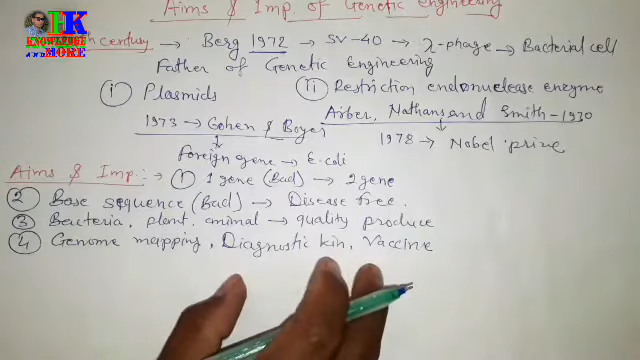 Aims & Imp. of Genetic engineering
HK
KNOWLEDGE
MORE
century → Berg 1972 → SV-40 → λ-phage → Bacterial cell
Father of Genetic Engineering
(i) Plasmids
(ii) Restriction endonuclease enzyme
Arber, Nathans and Smith-1970
1973 → Cohen & Boyer
1978 → Nobel prize
Foreign gene → E-coli
Aims & Imp:- → (1) 1 gene (Bad) → 2 gene
(2) Base sequence (Bad) → Disease free.
(3) Bacteria, plant, animal → quality produce
(4) Genome mapping, Diagnostic kin, Vaccine